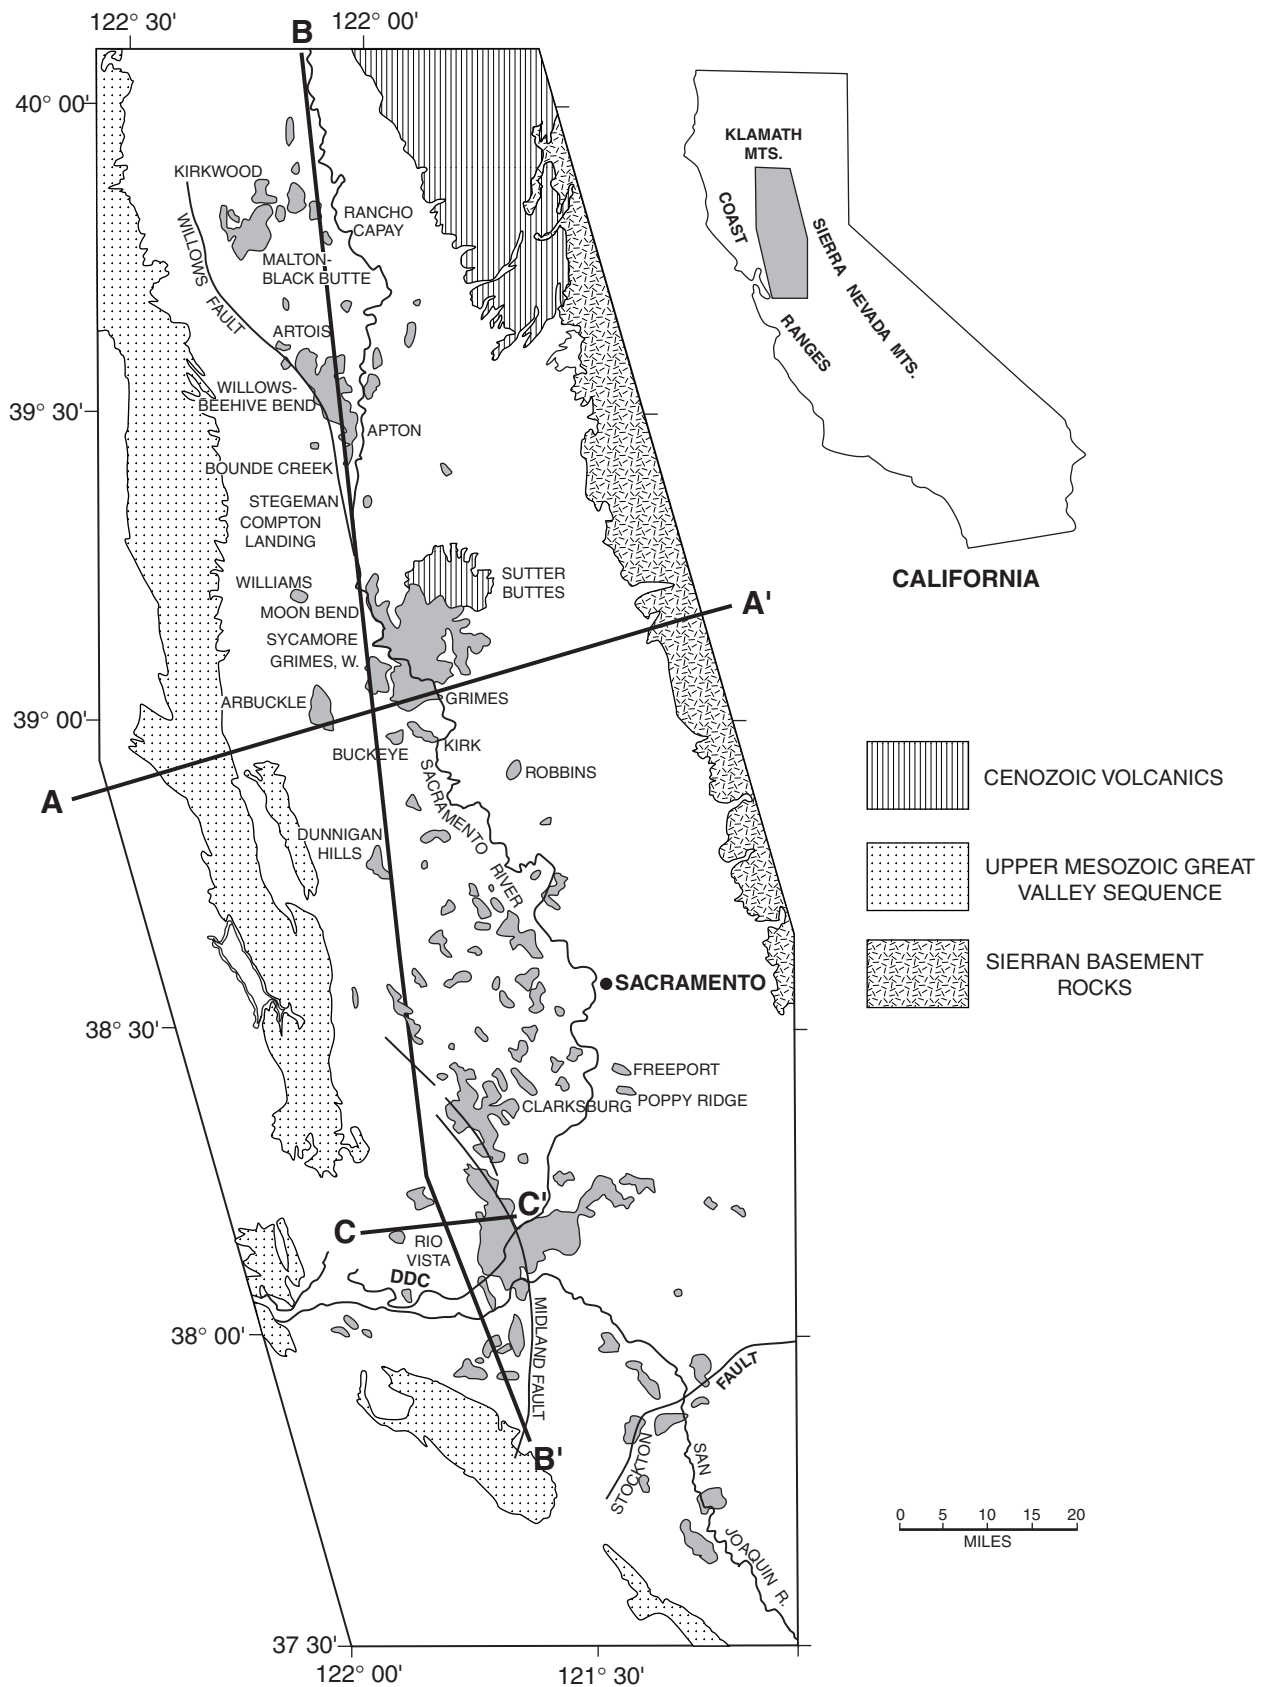 122° 30'
B
122° 00'
40° 00'
KLAMATH
MTS.
KIRKWOOD
COAST
RANCHO
CAPAY
WILLOWS FAULT
SIERRA NEVADA MTS.
MALTON-
BLACK BUTTE
RANGES
ARTOIS
WILLOWS-
BEEHIVE BEND
39° 30'
APTON
BOUNDE CREEK
STEGEMAN
COMPTON
LANDING
SUTTER
BUTTES
CALIFORNIA
WILLIAMS
MOON BEND
A'
SYCAMORE
GRIMES, W.
ARBUCKLE
GRIMES
39° 00'
BUCKEYE
KIRK
ROBBINS
CENOZOIC VOLCANICS
A
SACRAMENTO RIVER
DUNNIGAN
HILLS
UPPER MESOZOIC GREAT
VALLEY SEQUENCE
SACRAMENTO
SIERRAN BASEMENT
ROCKS
38° 30'
FREEPORT
CLARKSBURG
POPPY RIDGE
C
C'
RIO
VISTA
DDC
MIDLAND FAULT
38° 00'
STOCKTON
FAULT
B'
SAN
JOAQUIN R.
0 5 10 15 20
MILES
37 30'
122° 00'
121° 30'